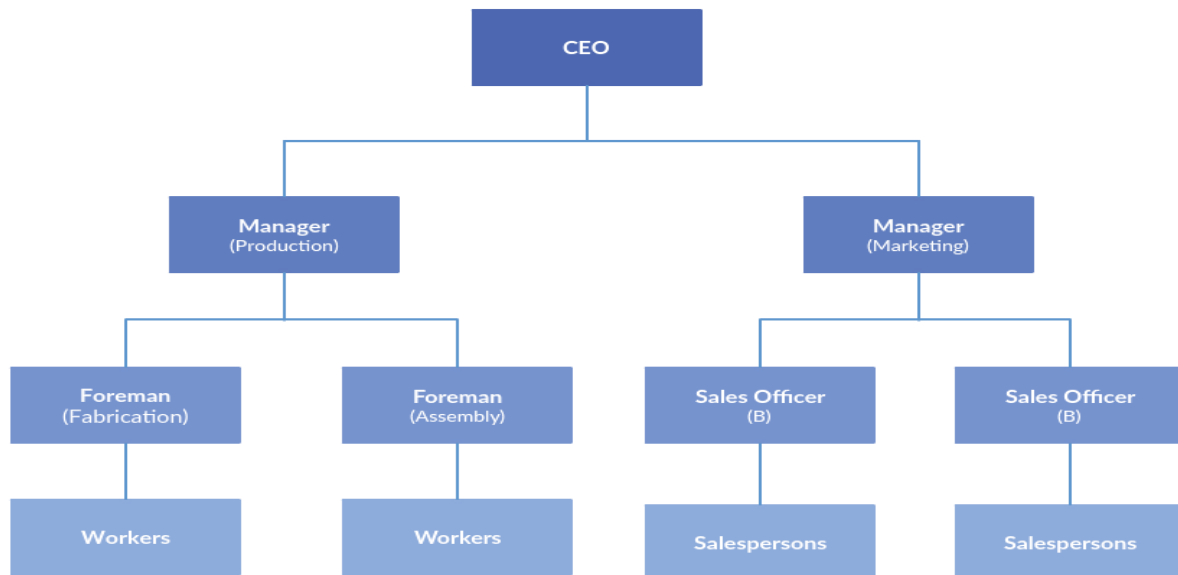 CEO
Manager
(Production)
Manager
(Marketing)
Foreman
(Fabrication)
Foreman
(Assembly)
Sales Officer
(B)
Sales Officer
(B)
Workers
Workers
Salespersons
Salespersons